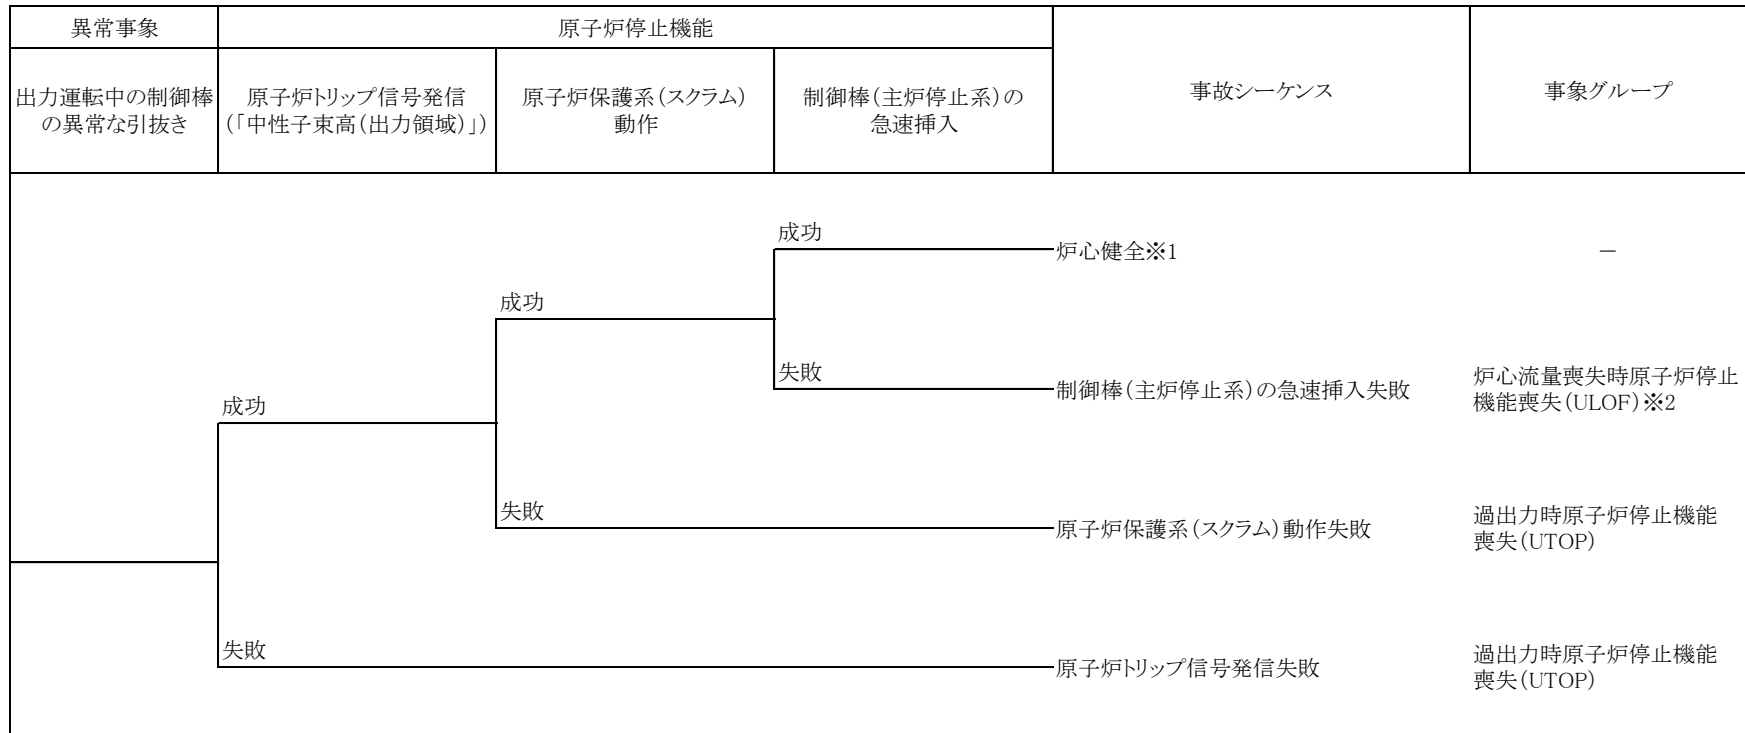 異常事象
原子炉停止機能
出力運転中の制御棒
の異常な引抜き
原子炉トリップ信号発信
(「中性子束高(出力領域)」)
原子炉保護系(スクラム)
動作
制御棒(主炉停止系)の
急速挿入
事故シーケンス
事象グループ
成功
炉心健全※1
－
成功
失敗
制御棒(主炉停止系)の急速挿入失敗
炉心流量喪失時原子炉停止
機能喪失(ULOF)※2
成功
失敗
原子炉保護系(スクラム)動作失敗
過出力時原子炉停止機能
喪失(UTOP)
失敗
原子炉トリップ信号発信失敗
過出力時原子炉停止機能
喪失(UTOP)